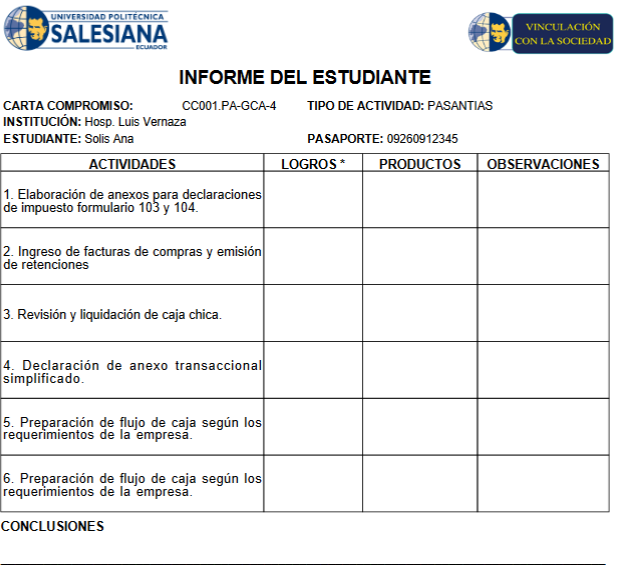 UNIVERSIDAD POLITÉCNICA
SALESIANA
ECUADOR
VINCULACIÓN
CON LA SOCIEDAD
INFORME DEL ESTUDIANTE
CARTA COMPROMISO: CC001.PA-GCA-4 TIPO DE ACTIVIDAD: PASANTIAS
INSTITUCIÓN: Hosp. Luis Vernaza
ESTUDIANTE: Solis Ana PASAPORTE: 09260912345
ACTIVIDADES LOGROS * PRODUCTOS OBSERVACIONES
1. Elaboración de anexos para declaraciones
de impuesto formulario 103 y 104.
2. Ingreso de facturas de compras y emisión
de retenciones
3. Revisión y liquidación de caja chica.
4. Declaración de anexo transaccional
simplificado.
5. Preparación de flujo de caja según los
requerimientos de la empresa.
6. Preparación de flujo de caja según los
requerimientos de la empresa.
CONCLUSIONES